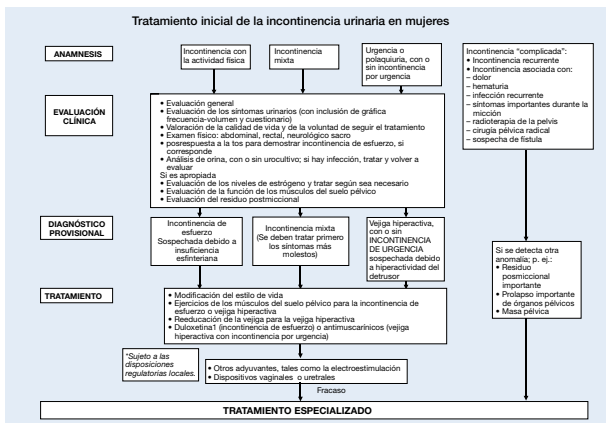 Tratamiento inicial de la incontinencia urinaria en mujeres
ANAMNESIS
Incontinencia con
la actividad física
Incontinencia
mixta
Urgencia o
polaquiuria, con o
sin incontinencia
por urgencia
Incontinencia "complicada":
• Incontinencia recurrente
• Incontinencia asociada con:
– dolor
– hematuria
– infección recurrente
– síntomas importantes durante la
micción
– radioterapia de la pelvis
– cirugía pélvica radical
– sospecha de fístula
EVALUACIÓN
CLÍNICA
• Evaluación general
• Evaluación de los síntomas urinarios (con inclusión de gráfica
frecuencia-volumen y cuestionario)
• Valoración de la calidad de vida y de la voluntad de seguir el tratamiento
• Examen físico: abdominal, rectal, neurológico sacro
• posrespuesta a la tos para demostrar incontinencia de esfuerzo, si
corresponde
• Análisis de orina, con o sin urocultivo; si hay infección, tratar y volver a
evaluar
Si es apropiada
• Evaluación de los niveles de estrógeno y tratar según sea necesario
• Evaluación de la función de los músculos del suelo pélvico
• Evaluación del residuo postmiccional
DIAGNÓSTICO
PROVISIONAL
Incontinencia de
esfuerzo
Sospechada debido a
insuficiencia
esfinteriana
Incontinencia mixta
(Se deben tratar primero
los síntomas más
molestos)
Vejiga hiperactiva,
con o sin
INCONTINENCIA
DE URGENCIA
sospechada debido
a hiperactividad del
detrusor
Si se detecta otra
anomalía; p. ej.:
• Residuo
posmiccional
importante
• Prolapso importante
de órganos pélvicos
• Masa pélvica
TRATAMIENTO
• Modificación del estilo de vida
• Ejercicios de los músculos del suelo pélvico para la incontinencia de
esfuerzo o vejiga hiperactiva
• Reeducación de la vejiga para la vejiga hiperactiva
• Duloxetina1 (incontinencia de esfuerzo) o antimuscarínicos (vejiga
hiperactiva con incontinencia por urgencia)
*Sujeto a las
disposiciones
regulatorias locales.
• Otros adyuvantes, tales como la electroestimulación
• Dispositivos vaginales o uretrales
Fracaso
TRATAMIENTO ESPECIALIZADO